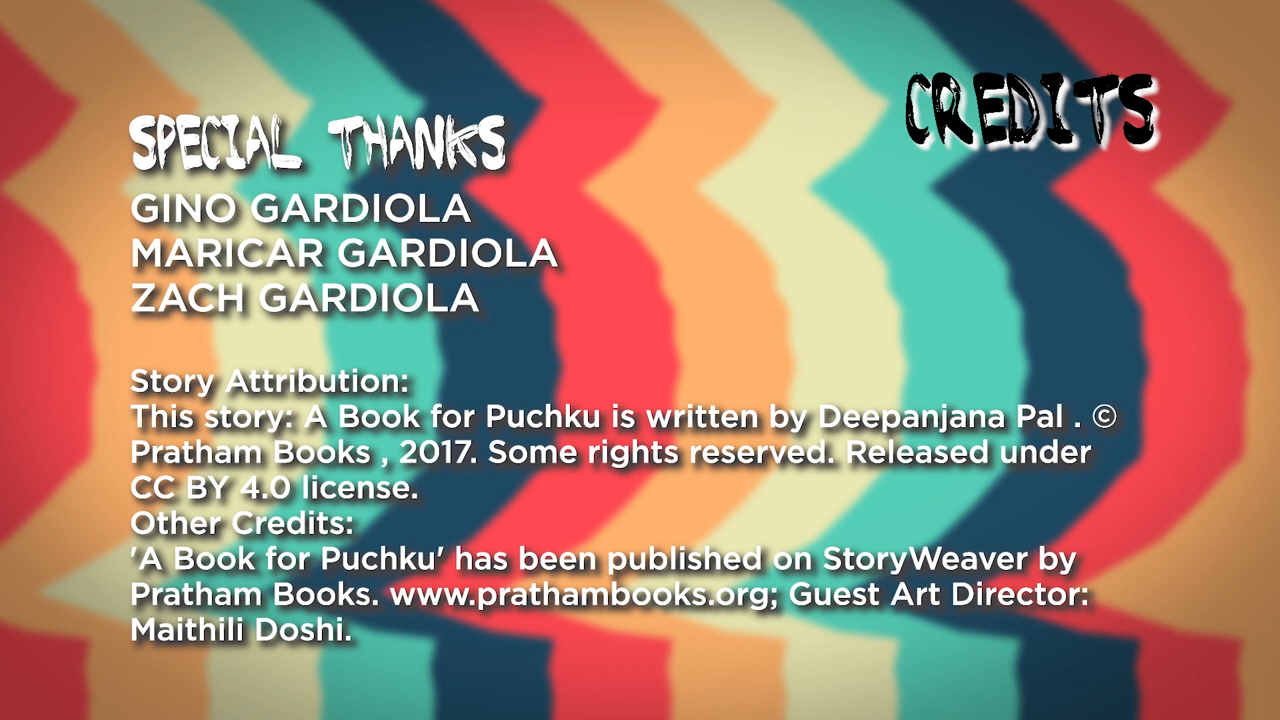 CREDITS
SPECIAL THANKS
GINO GARDIOLA
MARICAR GARDIOLA
ZACH GARDIOLA
Story Attribution:
This story: A Book for Puchku is written by Deepanjana Pal . ©
Pratham Books , 2017. Some rights reserved. Released under
CC BY 4.0 license.
Other Credits:
'A Book for Puchku' has been published on StoryWeaver by
Pratham Books. www.prathambooks.org; Guest Art Director:
Maithili Doshi.